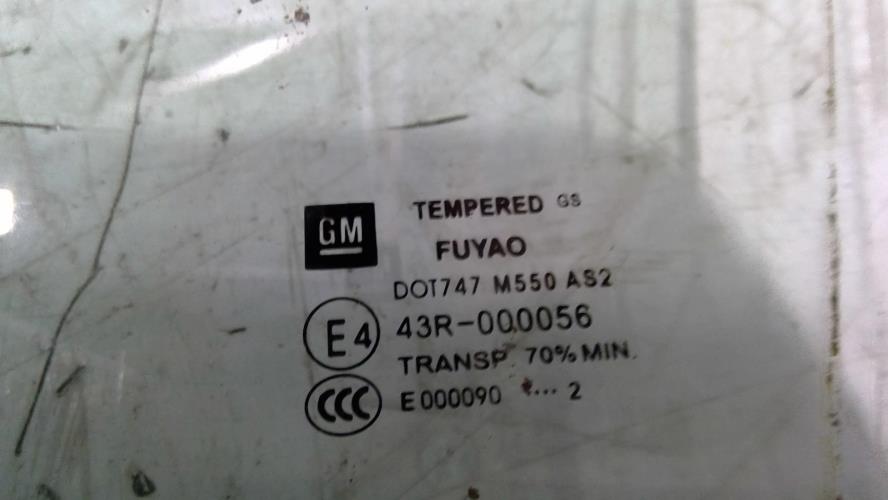 GM
TEMPERED GS
FUYAO
DOT747 M550 AS2
E4 43R-000056
TRANSP. 70% MIN.
CCC E000090 .... 2